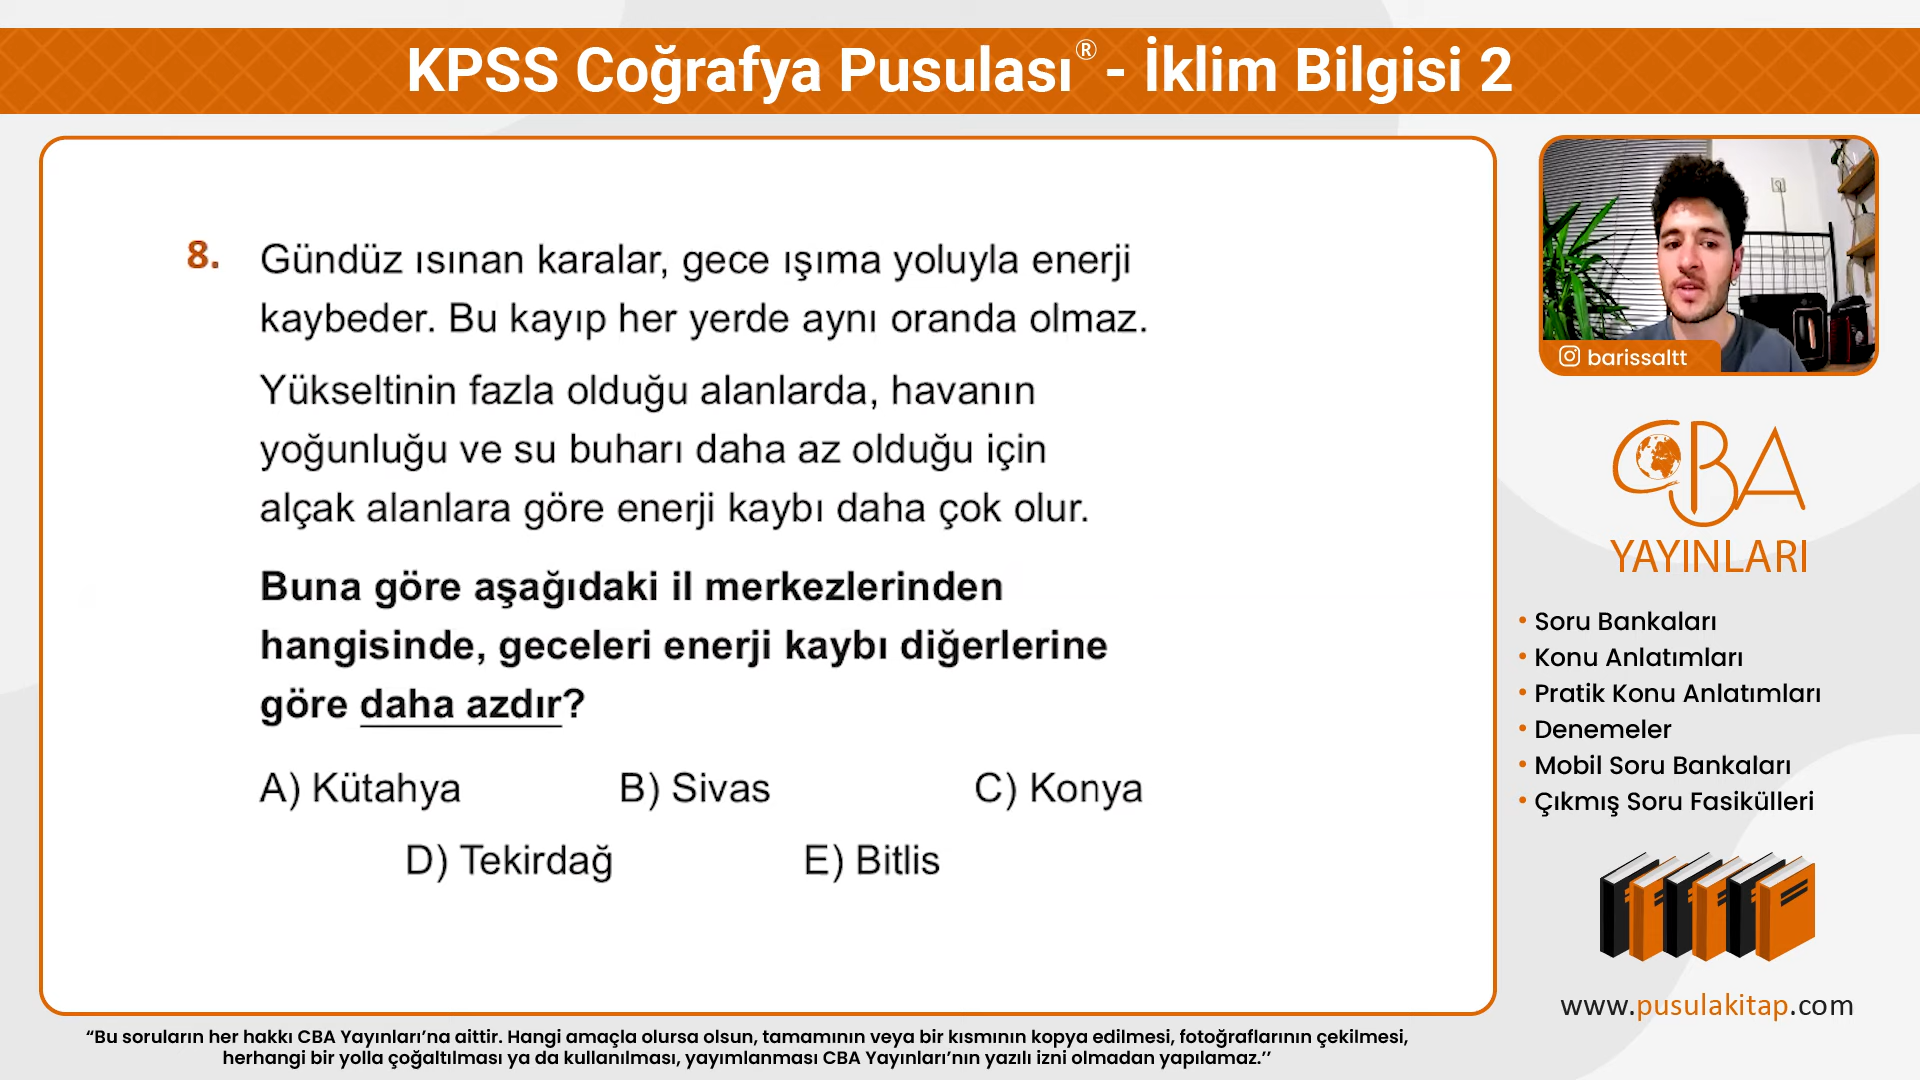 KPSS Coğrafya Pusulası® - İklim Bilgisi 2
8. Gündüz ısınan karalar, gece ışıma yoluyla enerji
kaybeder. Bu kayıp her yerde aynı oranda olmaz.
Yükseltinin fazla olduğu alanlarda, havanın
yoğunluğu ve su buharı daha az olduğu için
alçak alanlara göre enerji kaybı daha çok olur.
Buna göre aşağıdaki il merkezlerinden
hangisinde, geceleri enerji kaybı diğerlerine
göre daha azdır?
A) Kütahya B) Sivas C) Konya
D) Tekirdağ E) Bitlis
barissaltt
CBA
YAYINLARI
• Soru Bankaları
• Konu Anlatımları
• Pratik Konu Anlatımları
• Denemeler
• Mobil Soru Bankaları
• Çıkmış Soru Fasikülleri
www.pusulakitap.com
“Bu soruların her hakkı CBA Yayınları’na aittir. Hangi amaçla olursa olsun, tamamının veya bir kısmının kopya edilmesi, fotoğraflarının çekilmesi,
herhangi bir yolla çoğaltılması ya da kullanılması, yayımlanması CBA Yayınları’nın yazılı izni olmadan yapılamaz.’’